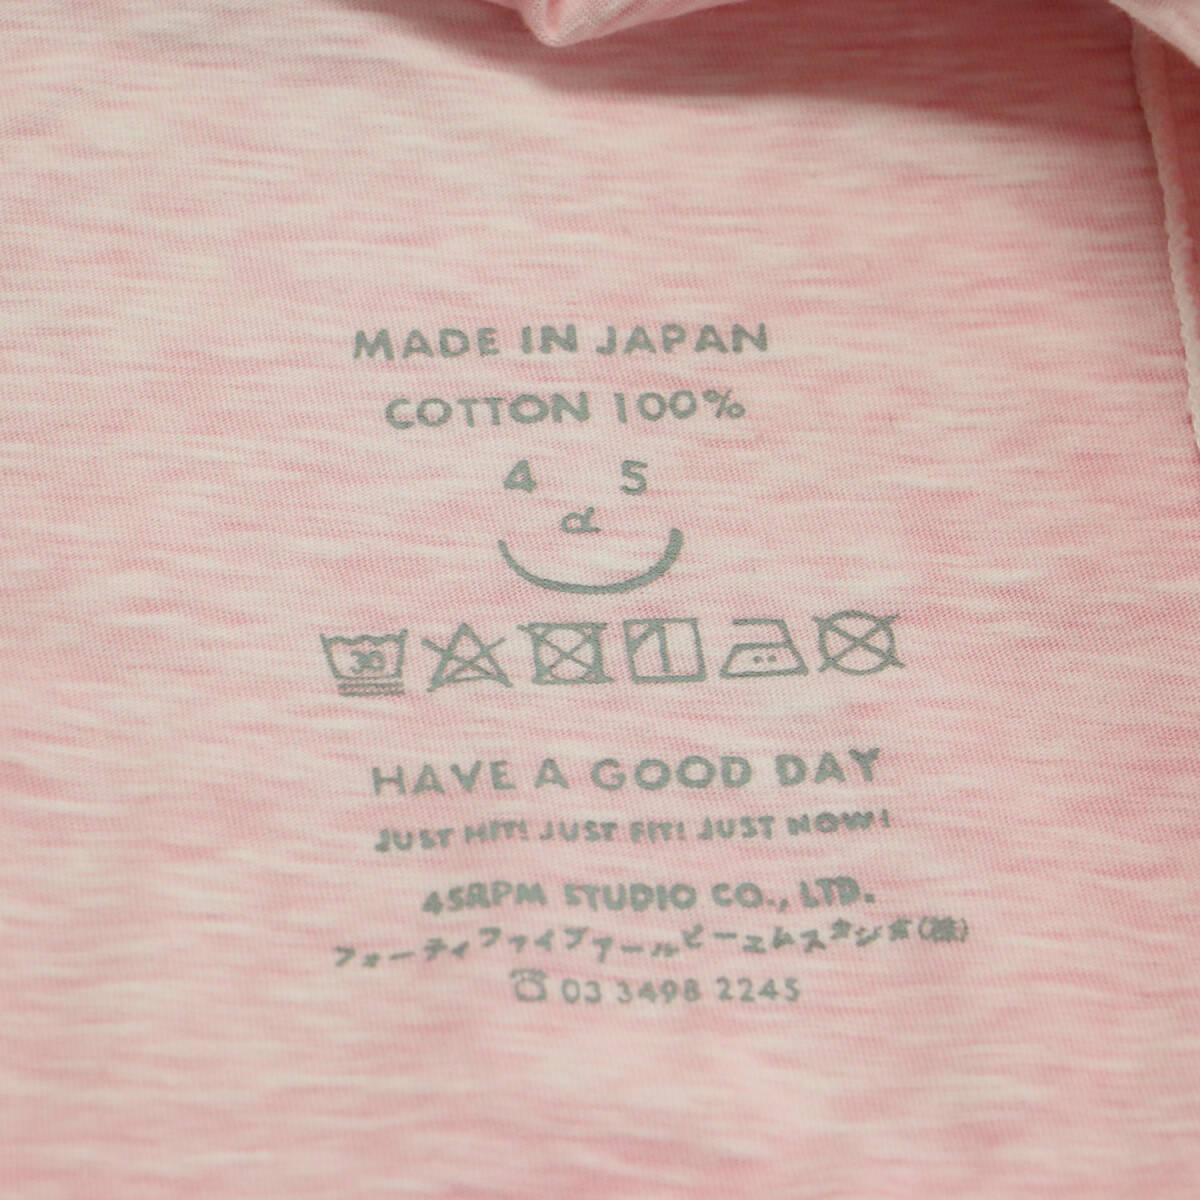 MADE IN JAPAN
COTTON 100%
4 5
R
30
HAVE A GOOD DAY
JUST HIT! JUST FIT! JUST NOW!
45RPM STUDIO CO., LTD.
フォーティファイブアールピーエムスタジオ(株)
☎03 3498 2245